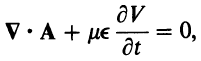 ∇ · A + μϵ ∂V/∂t = 0,